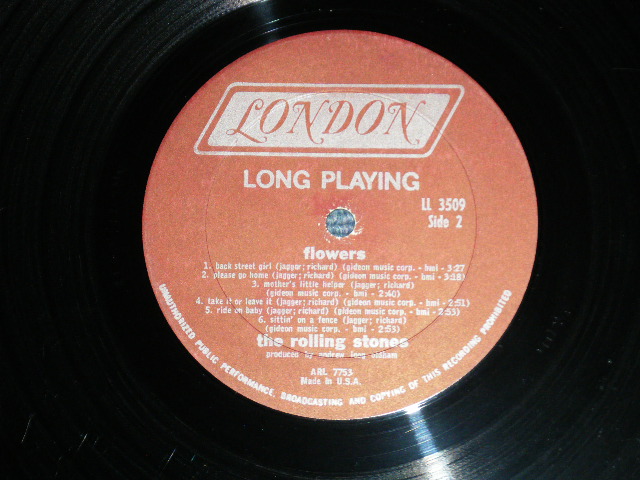 LONDON
LONG PLAYING
LL 3509
Side 2
flowers
1. back street girl (jagger; richard) (gideon music corp. - bmi - 3:27
2. please go home (jagger; richard) (gideon music corp. - bmi - 3:18)
3. mother's little helper (jagger; richard)
(gideon music corp. - bmi - 2:40)
4. take it or leave it (jagger; richard) (gideon music corp. - bmi - 2:51)
5. ride on baby (jagger; richard) (gideon music corp. - bmi - 2:53)
6. sittin' on a fence (jagger; richard)
(gideon music corp. - bmi - 2:53)
the rolling stones
produced by andrew loog oldham
ARL 7753
Made in U.S.A.
UNAUTHORIZED PUBLIC PERFORMANCE, BROADCASTING AND COPYING OF THIS RECORDING PROHIBITED